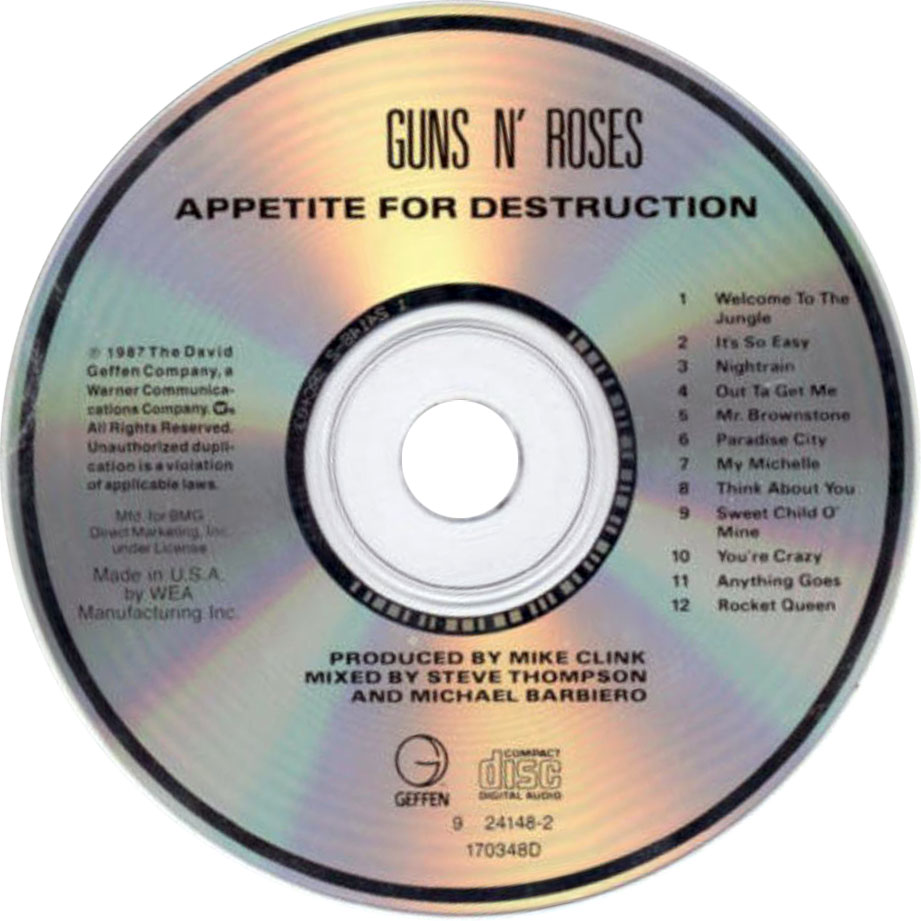 GUNS N' ROSES
APPETITE FOR DESTRUCTION
℗ 1987 The David
Geffen Company, a
Warner Communica-
cations Company.
All Rights Reserved.
Unauthorized dupli-
cation is a violation
of applicable laws.
Mfd. for BMG
Direct Marketing, Inc.
under License
Made in U.S.A.
by WEA
Manufacturing Inc.
1 Welcome To The
Jungle
2 It's So Easy
3 Nightrain
4 Out Ta Get Me
5 Mr. Brownstone
6 Paradise City
7 My Michelle
8 Think About You
9 Sweet Child O'
Mine
10 You're Crazy
11 Anything Goes
12 Rocket Queen
PRODUCED BY MIKE CLINK
MIXED BY STEVE THOMPSON
AND MICHAEL BARBIERO
GEFFEN
COMPACT
disc
DIGITAL AUDIO
9 24148-2
170348D